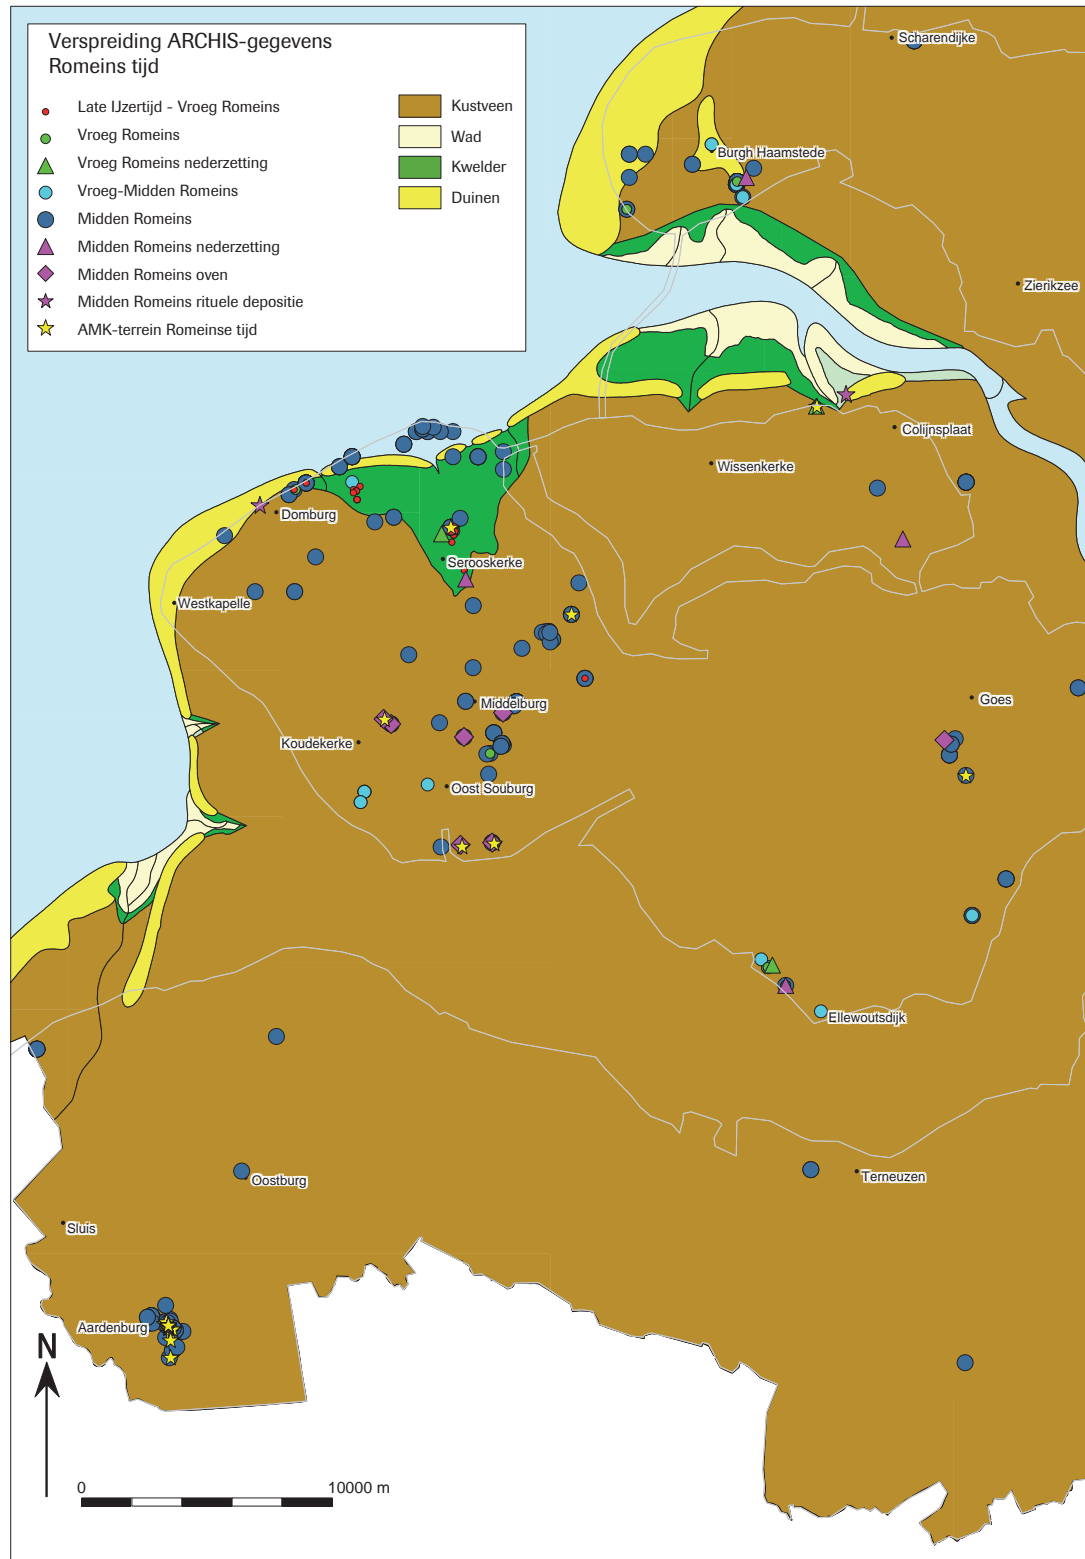 Verspreiding ARCHIS-gegevens
Romeins tijd
Late IJzertijd - Vroeg Romeins
Vroeg Romeins
Vroeg Romeins nederzetting
Vroeg-Midden Romeins
Midden Romeins
Midden Romeins nederzetting
Midden Romeins oven
Midden Romeins rituele depositie
AMK-terrein Romeinse tijd
Kustveen
Wad
Kwelder
Duinen
Scharendijke
Burgh Haamstede
Zierikzee
Colijnsplaat
Wissenkerke
Domburg
Serooskerke
Westkapelle
Middelburg
Goes
Koudekerke
Oost Souburg
Ellewoutsdijk
Terneuzen
Oostburg
Sluis
Aardenburg
N
0 10000 m